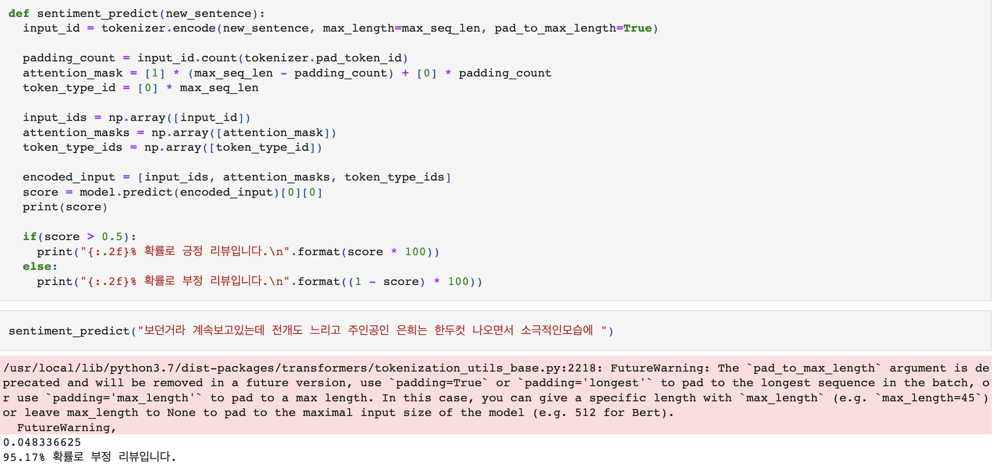 def sentiment_predict(new_sentence):
  input_id = tokenizer.encode(new_sentence, max_length=max_seq_len, pad_to_max_length=True)

  padding_count = input_id.count(tokenizer.pad_token_id)
  attention_mask = [1] * (max_seq_len - padding_count) + [0] * padding_count
  token_type_id = [0] * max_seq_len

  input_ids = np.array([input_id])
  attention_masks = np.array([attention_mask])
  token_type_ids = np.array([token_type_id])

  encoded_input = [input_ids, attention_masks, token_type_ids]
  score = model.predict(encoded_input)[0][0]
  print(score)

  if(score > 0.5):
    print("{:.2f}% 확률로 긍정 리뷰입니다.\n".format(score * 100))
  else:
    print("{:.2f}% 확률로 부정 리뷰입니다.\n".format((1 - score) * 100))

sentiment_predict("보던거라 계속보고있는데 전개도 느리고 주인공인 은희는 한두컷 나오면서 소극적인모습에 ")

/usr/local/lib/python3.7/dist-packages/transformers/tokenization_utils_base.py:2218: FutureWarning: The `pad_to_max_length` argument is de
precated and will be removed in a future version, use `padding=True` or `padding='longest'` to pad to the longest sequence in the batch, o
r use `padding='max_length'` to pad to a max length. In this case, you can give a specific length with `max_length` (e.g. `max_length=45`)
or leave max_length to None to pad to the maximal input size of the model (e.g. 512 for Bert).
  FutureWarning,
0.048336625
95.17% 확률로 부정 리뷰입니다.